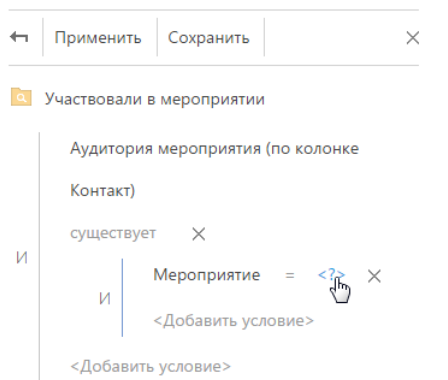 Применить Сохранить
Участвовали в мероприятии
Аудитория мероприятия (по колонке
Контакт)
существует
И
Мероприятие = <?>
И
<Добавить условие>
<Добавить условие>